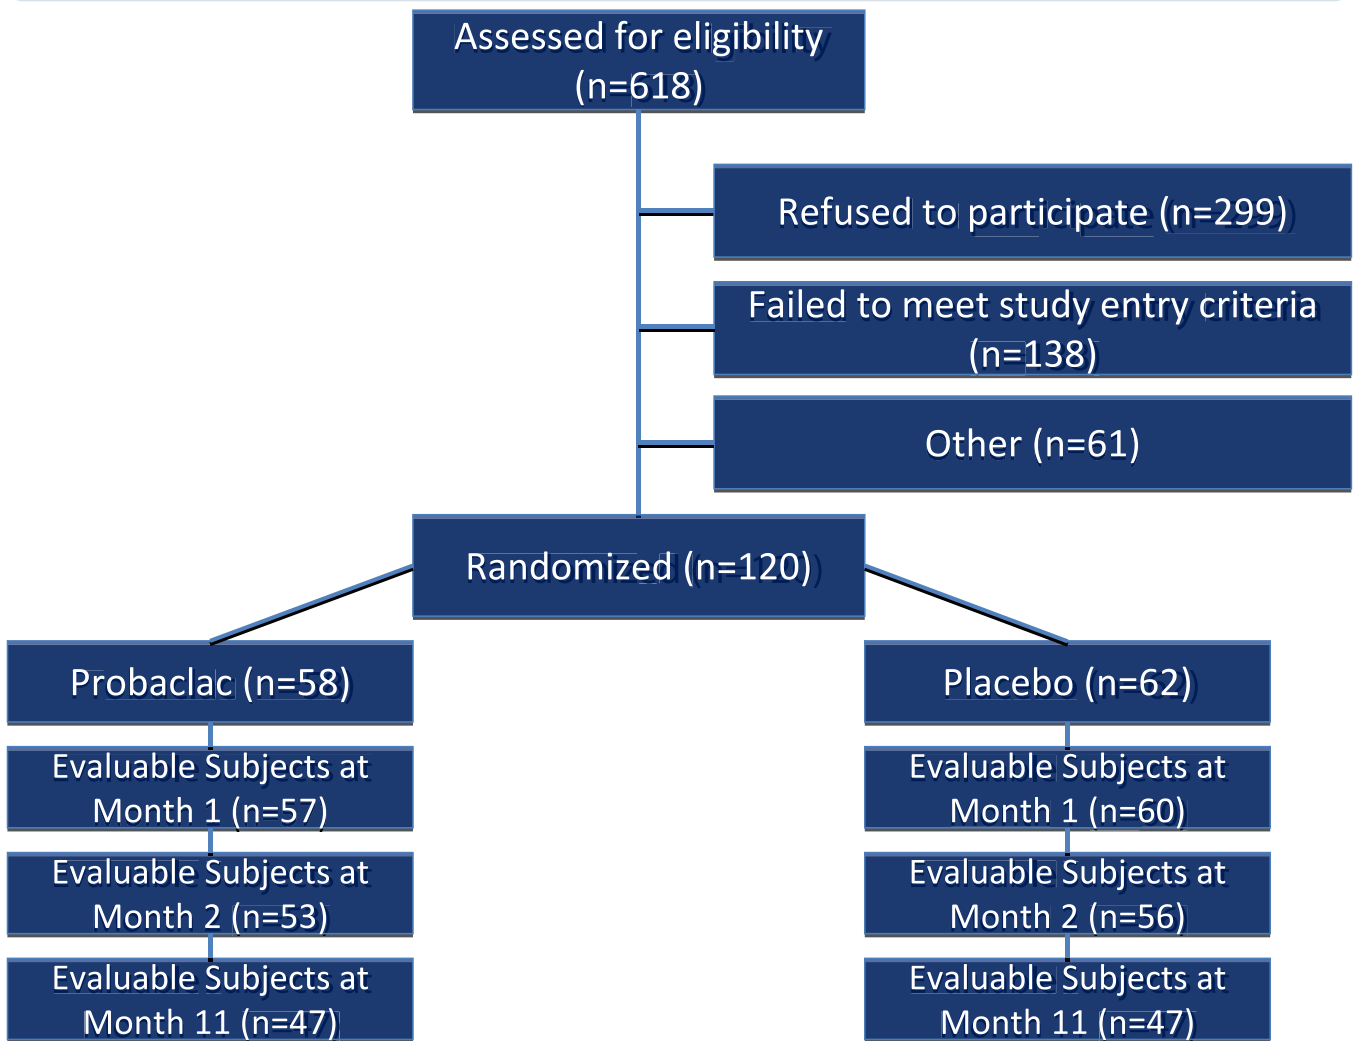 Assessed for eligibility
(n=618)
Refused to participate (n=299)
Failed to meet study entry criteria
(n=138)
Other (n=61)
Randomized (n=120)
Probaclac (n=58)
Placebo (n=62)
Evaluable Subjects at
Month 1 (n=57)
Evaluable Subjects at
Month 1 (n=60)
Evaluable Subjects at
Month 2 (n=53)
Evaluable Subjects at
Month 2 (n=56)
Evaluable Subjects at
Month 11 (n=47)
Evaluable Subjects at
Month 11 (n=47)